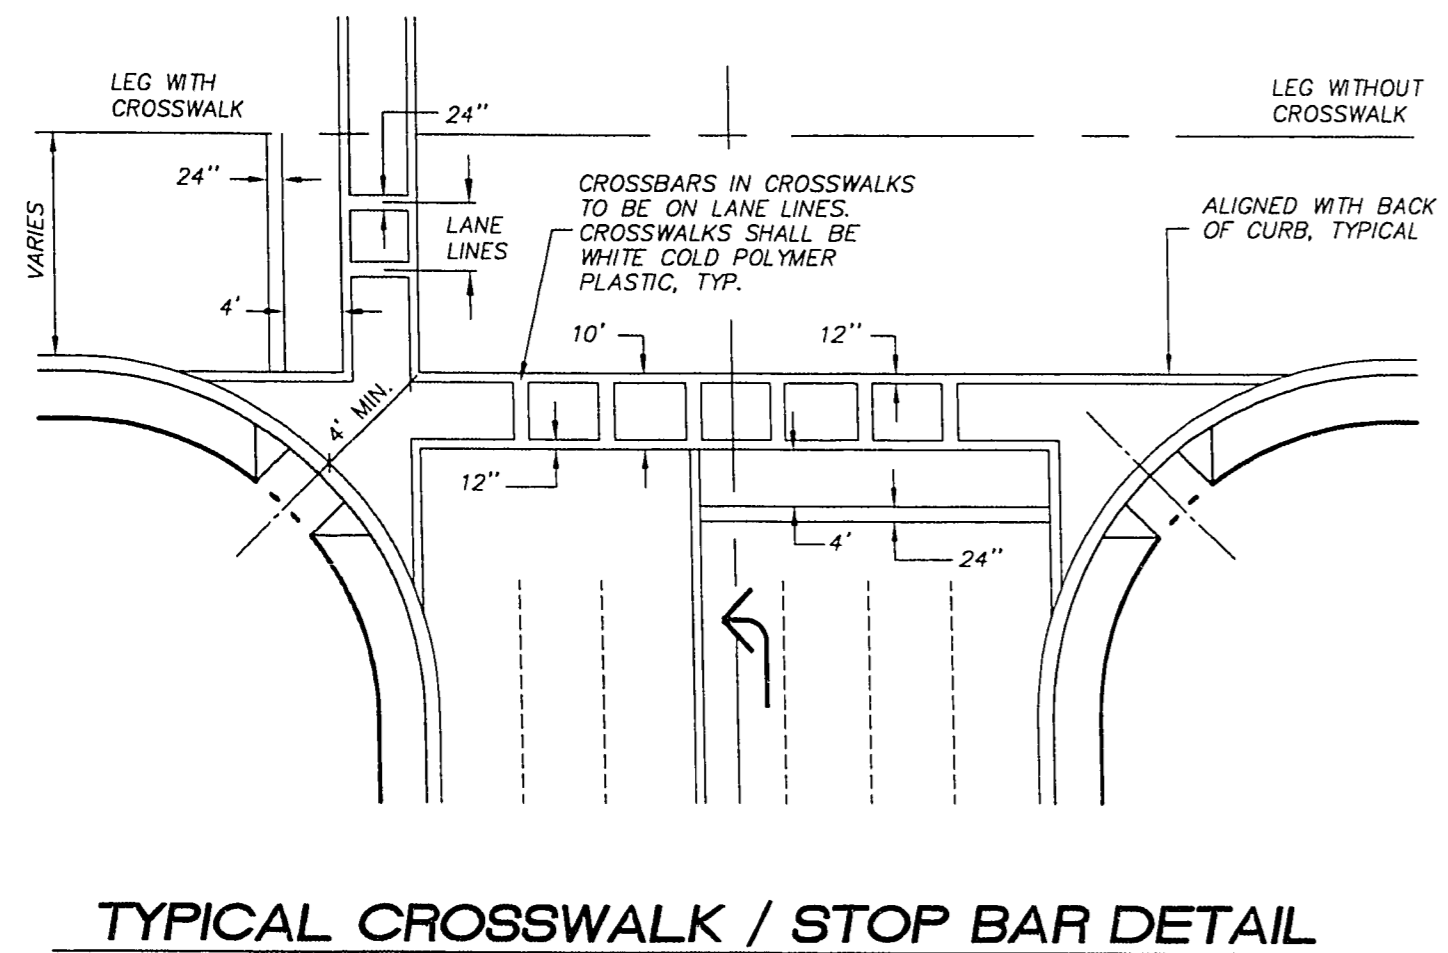 LEG WITH
CROSSWALK
24"
LEG WITHOUT
CROSSWALK
24"
CROSSBARS IN CROSSWALKS
TO BE ON LANE LINES.
CROSSWALKS SHALL BE
WHITE COLD POLYMER
PLASTIC, TYP.
VARIES
LANE
LINES
ALIGNED WITH BACK
OF CURB, TYPICAL
4'
10'
12"
4' MIN.
12"
4'
24"
TYPICAL CROSSWALK / STOP BAR DETAIL